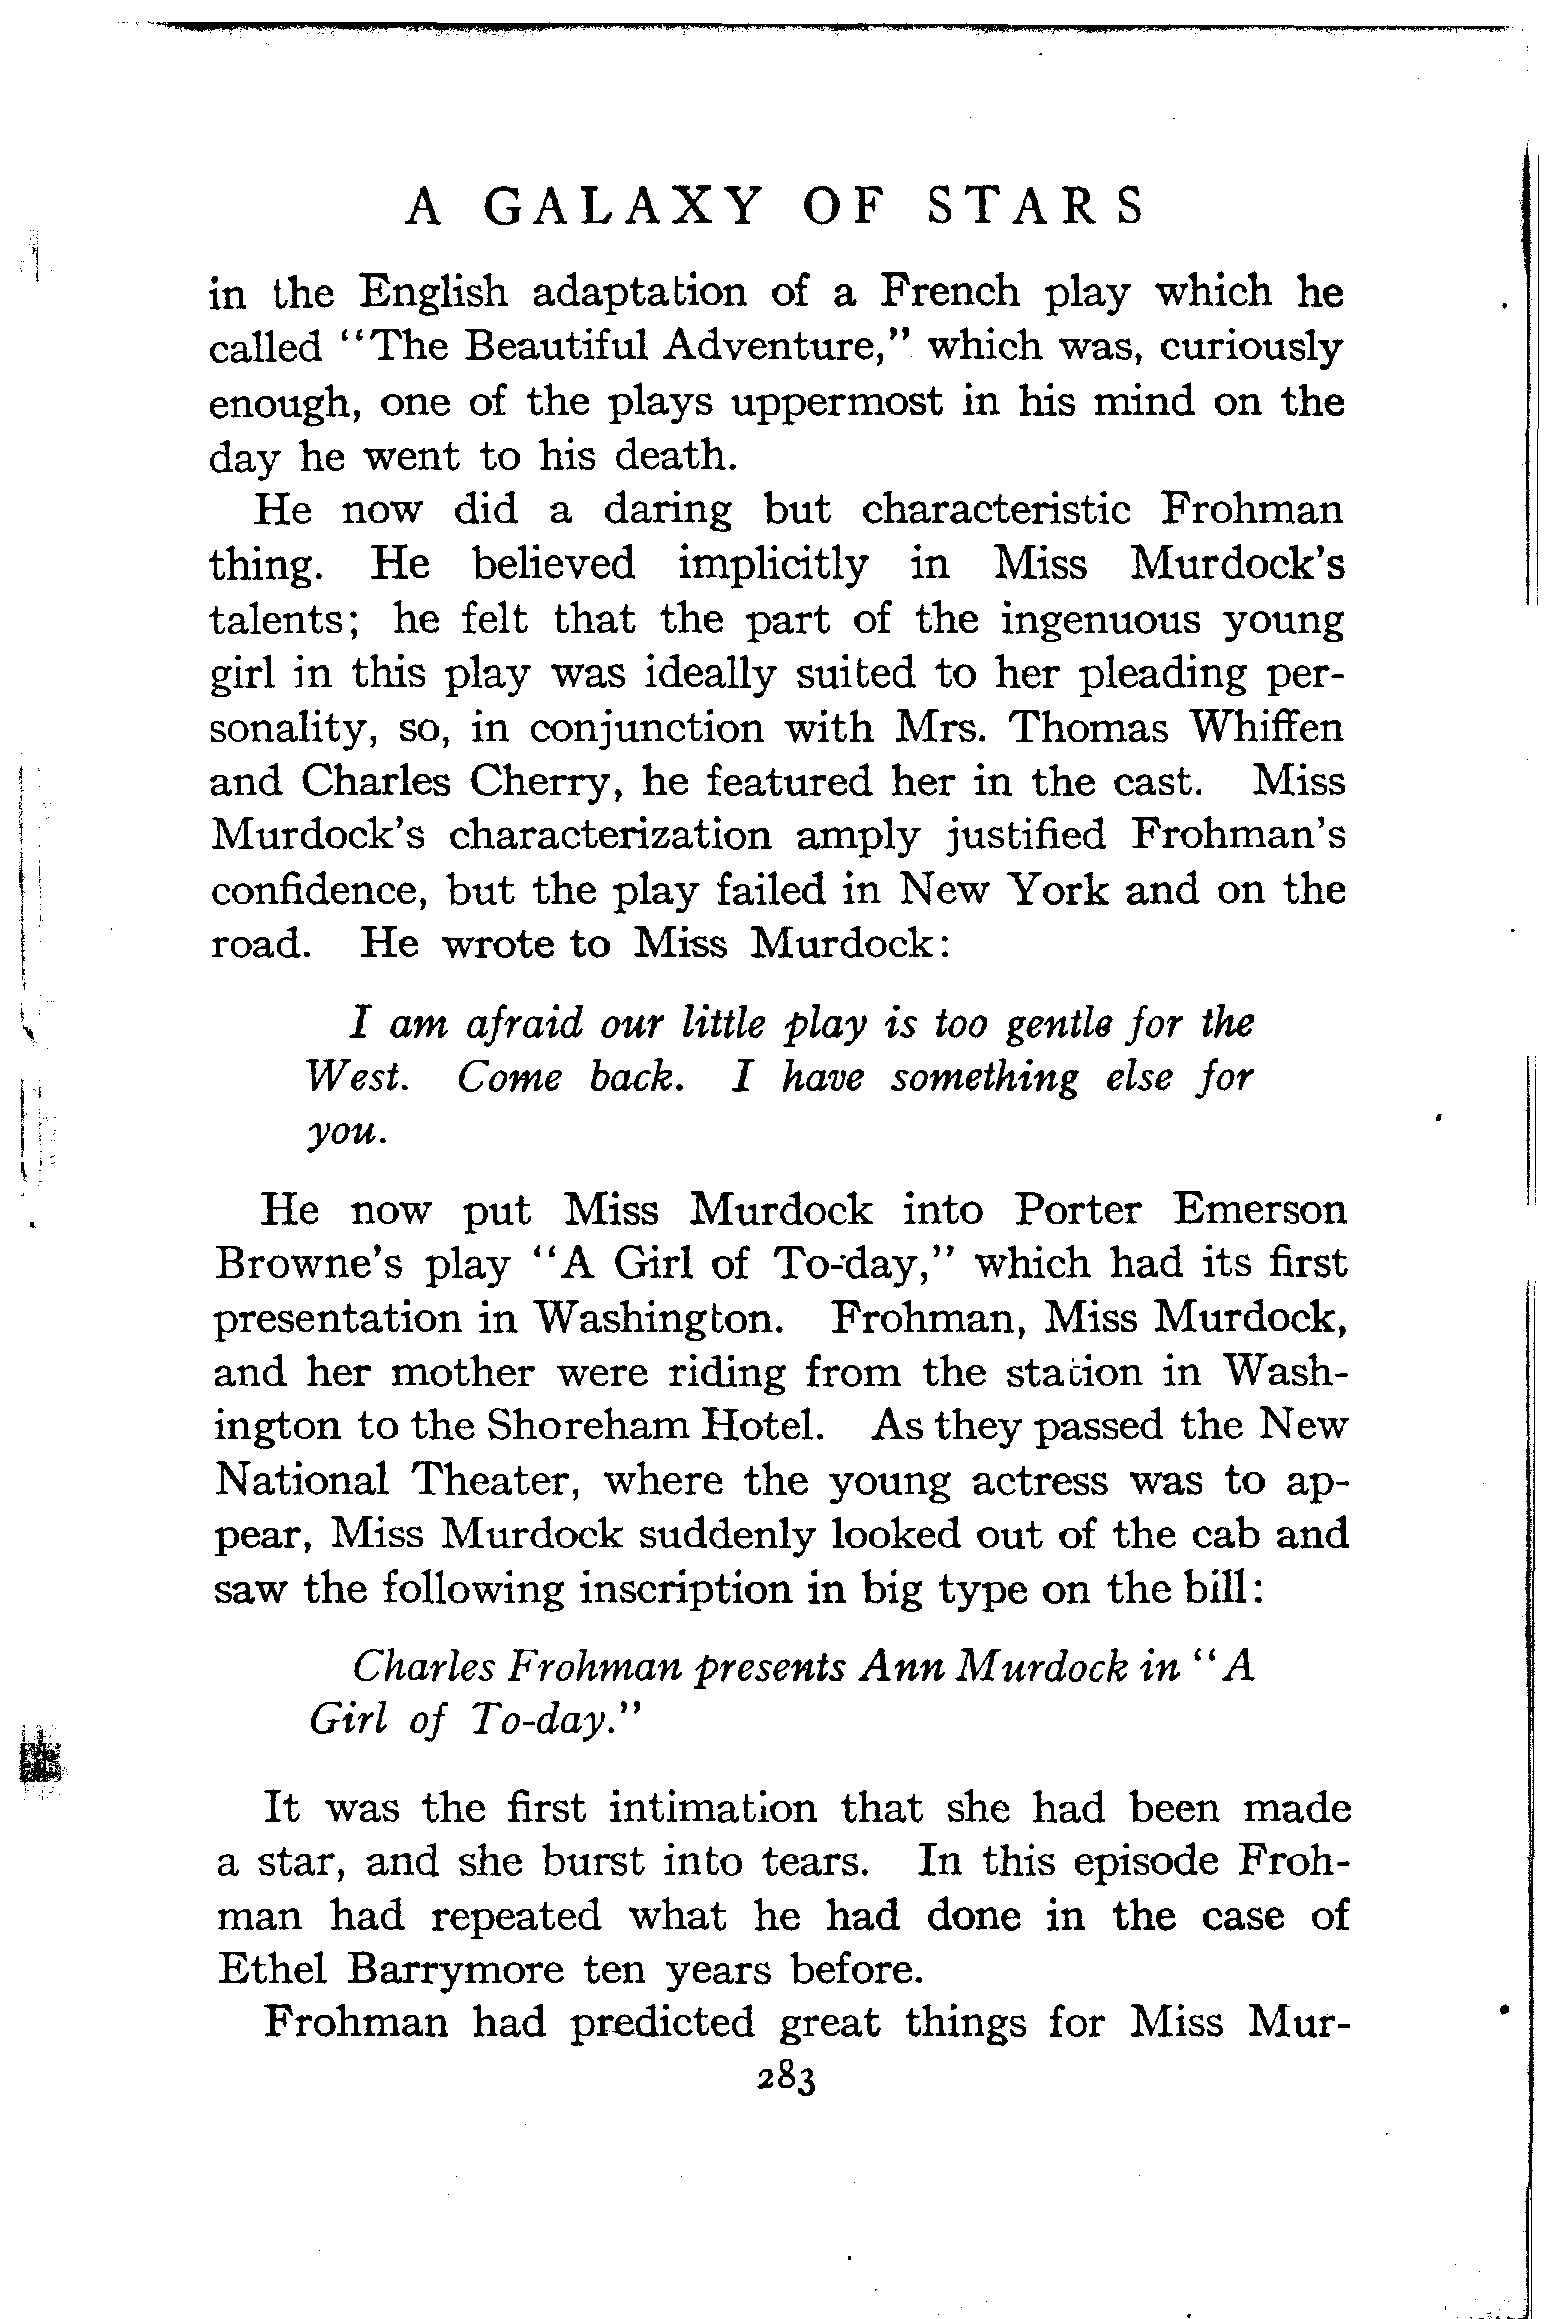 A GALAXY OF STARS
in the English adaptation of a French play which he
called "The Beautiful Adventure," which was, curiously
enough, one of the plays uppermost in his mind on the
day he went to his death.
He now did a daring but characteristic Frohman
thing. He believed implicitly in Miss Murdock's
talents; he felt that the part of the ingenuous young
girl in this play was ideally suited to her pleading per-
sonality, so, in conjunction with Mrs. Thomas Whiffen
and Charles Cherry, he featured her in the cast. Miss
Murdock's characterization amply justified Frohman's
confidence, but the play failed in New York and on the
road. He wrote to Miss Murdock:
I am afraid our little play is too gentle for the
West. Come back. I have something else for
you.
He now put Miss Murdock into Porter Emerson
Browne's play "A Girl of To-day," which had its first
presentation in Washington. Frohman, Miss Murdock,
and her mother were riding from the station in Wash-
ington to the Shoreham Hotel. As they passed the New
National Theater, where the young actress was to ap-
pear, Miss Murdock suddenly looked out of the cab and
saw the following inscription in big type on the bill:
Charles Frohman presents Ann Murdock in "A
Girl of To-day."
It was the first intimation that she had been made
a star, and she burst into tears. In this episode Froh-
man had repeated what he had done in the case of
Ethel Barrymore ten years before.
Frohman had predicted great things for Miss Mur-
283